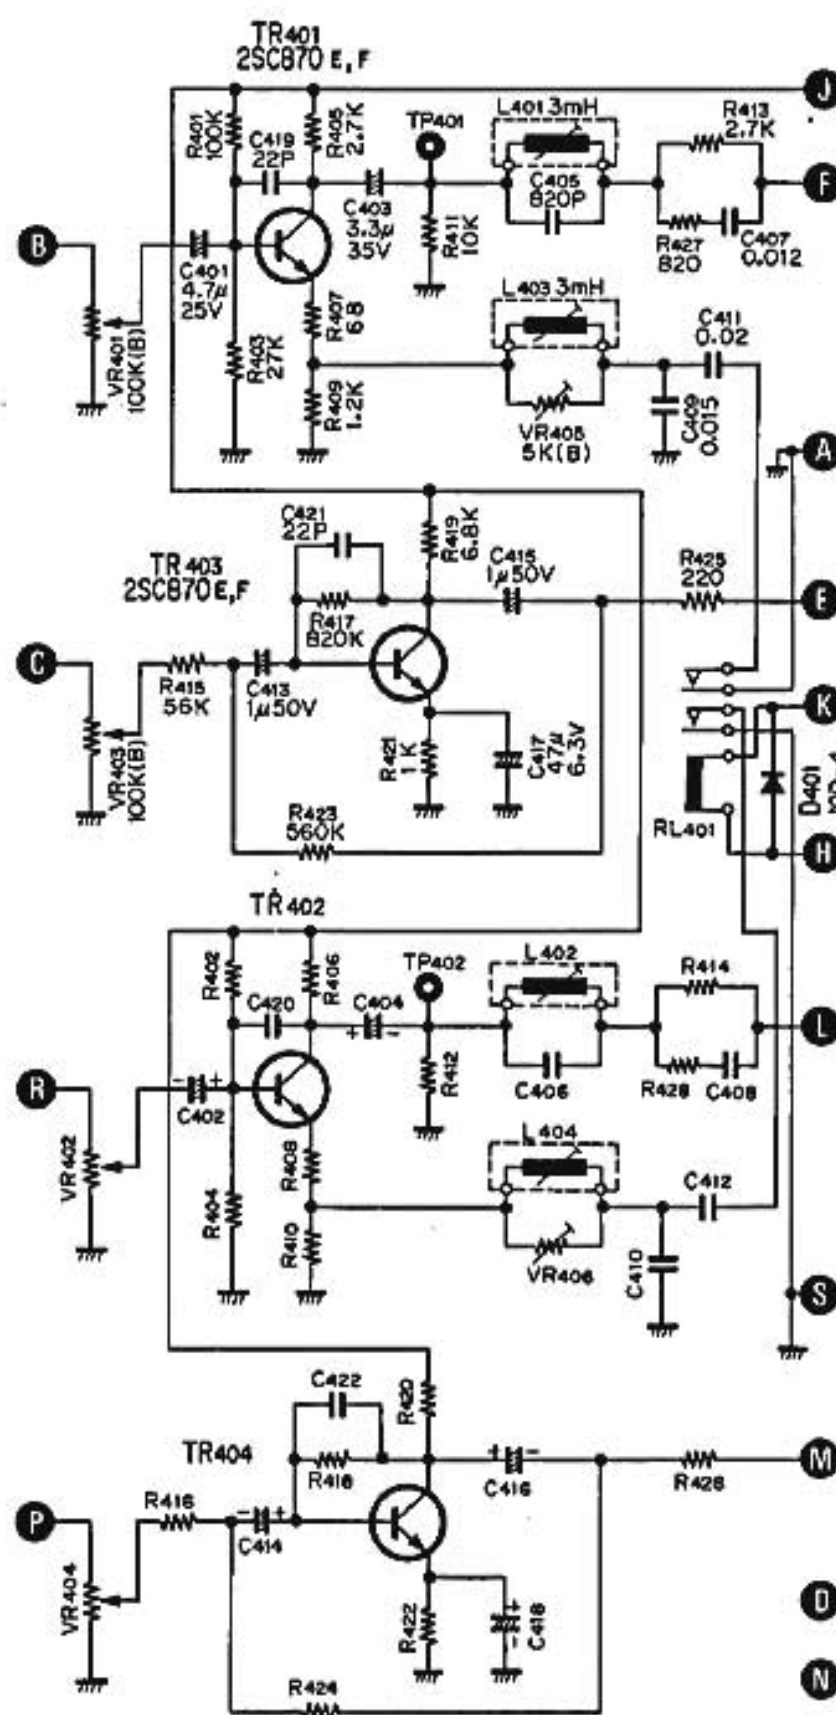 TR401
2SC870 E, F
J
R401
100K
R405
2.7K
C419
22P
TP401
L401 3mH
R413
2.7K
F
C403
3.3μ
35V
R411
10K
C405
820P
R427
820
C407
0.012
B
C401
4.7μ
25V
VR401
100K(B)
R403
27K
R407
68
R409
1.2K
L403 3mH
VR405
5K(B)
C411
0.02
C409
0.015
A
TR403
2SC870 E,F
C421
22P
R419
6.8K
C415
1μ50V
R425
220
E
R417
820K
C
R415
56K
C413
1μ50V
VR403
100K(B)
R421
1K
C417
47μ
6.3V
R423
560K
K
D401
RL401
H
TR402
R402
R406
C420
C404
+ -
TP402
L402
R414
L
R412
C406
R428
C408
R
- +
C402
VR402
R404
R408
R410
L404
VR406
C412
C410
S
TR404
C422
R420
R418
+ -
C416
R426
M
P
R416
- +
C414
VR404
R422
+
-
C418
R424
D
N